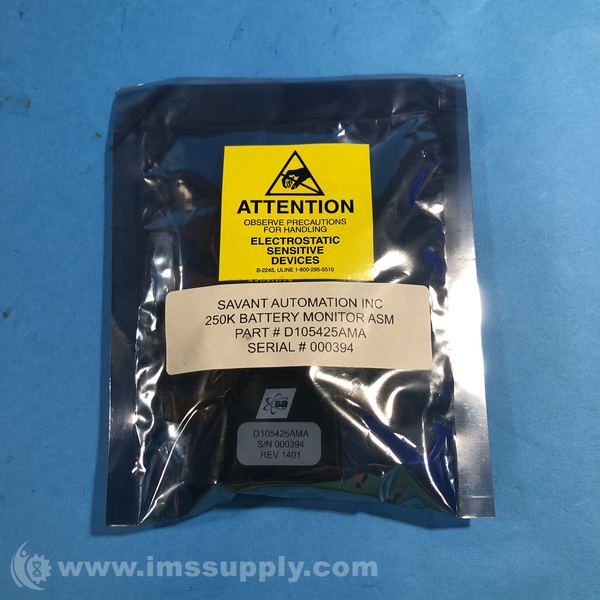 ATTENTION
OBSERVE PRECAUTIONS
FOR HANDLING
ELECTROSTATIC
SENSITIVE
DEVICES
S-2245, ULINE 1-800-295-5510
SAVANT AUTOMATION INC
250K BATTERY MONITOR ASM
PART # D105425AMA
SERIAL # 000394
sa
D105425AMA
S/N 000394
REV 1401
www.imssupply.com